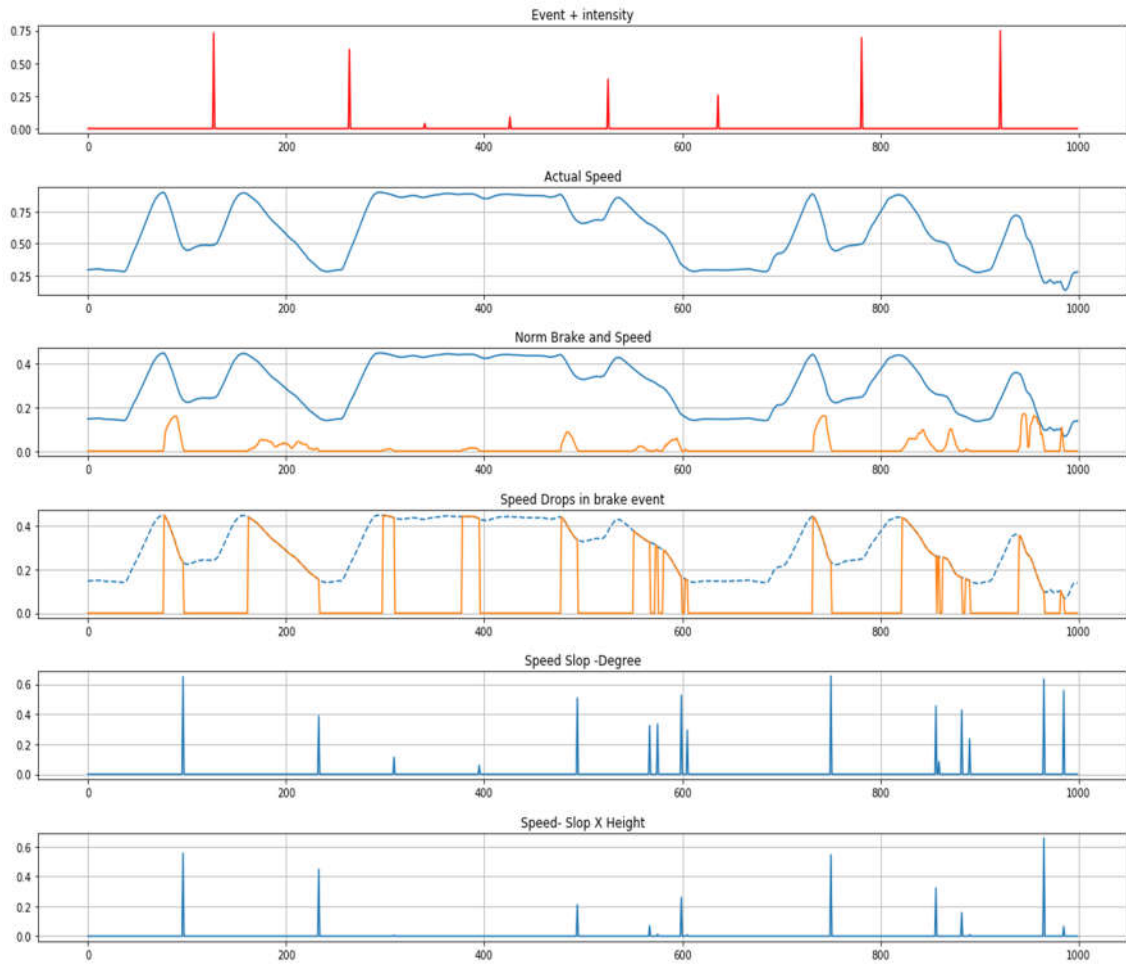 Event + intensity
0.75
0.50
0.25
0.00
0 200 400 600 800 1000
Actual Speed
0.75
0.50
0.25
0 200 400 600 800 1000
Norm Brake and Speed
0.4
0.2
0.0
0 200 400 600 800 1000
Speed Drops in brake event
0.4
0.2
0.0
0 200 400 600 800 1000
Speed Slop -Degree
0.6
0.4
0.2
0.0
0 200 400 600 800 1000
Speed- Slop X Height
0.6
0.4
0.2
0.0
0 200 400 600 800 1000